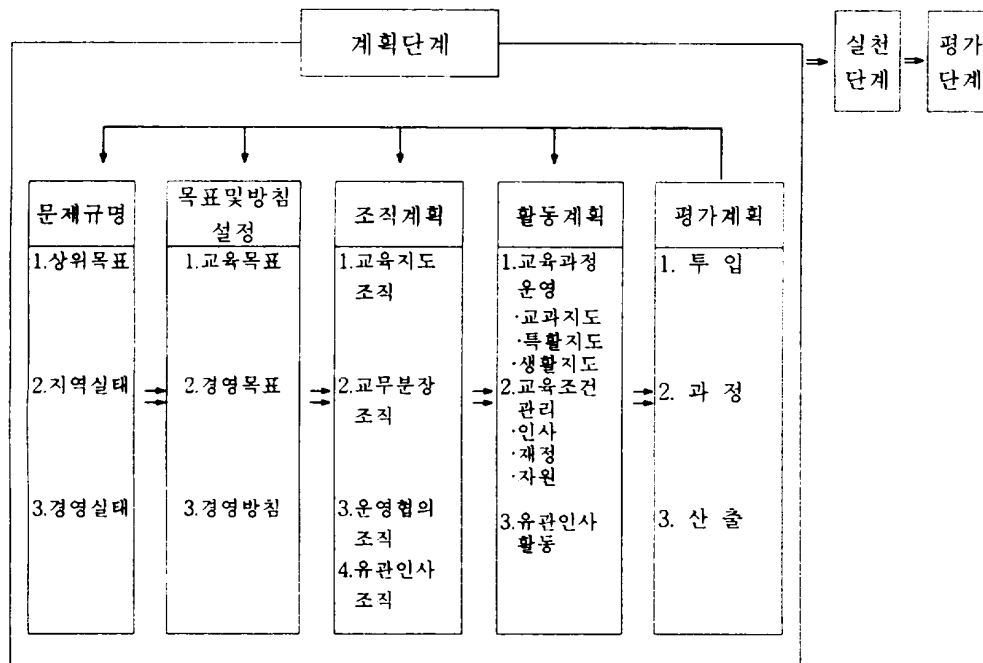 계획단계
실천
단계
평가
단계
문제규명
1.상위목표
2.지역실태
3.경영실태
목표및방침
설정
1.교육목표
2.경영목표
3.경영방침
조직계획
1.교육지도
조직
2.교무분장
조직
3.운영협의
조직
4.유관인사
조직
활동계획
1.교육과정
운영
·교과지도
·특활지도
·생활지도
2.교육조건
관리
·인사
·재정
·자원
3.유관인사
활동
평가계획
1. 투 입
2. 과 정
3. 산 출